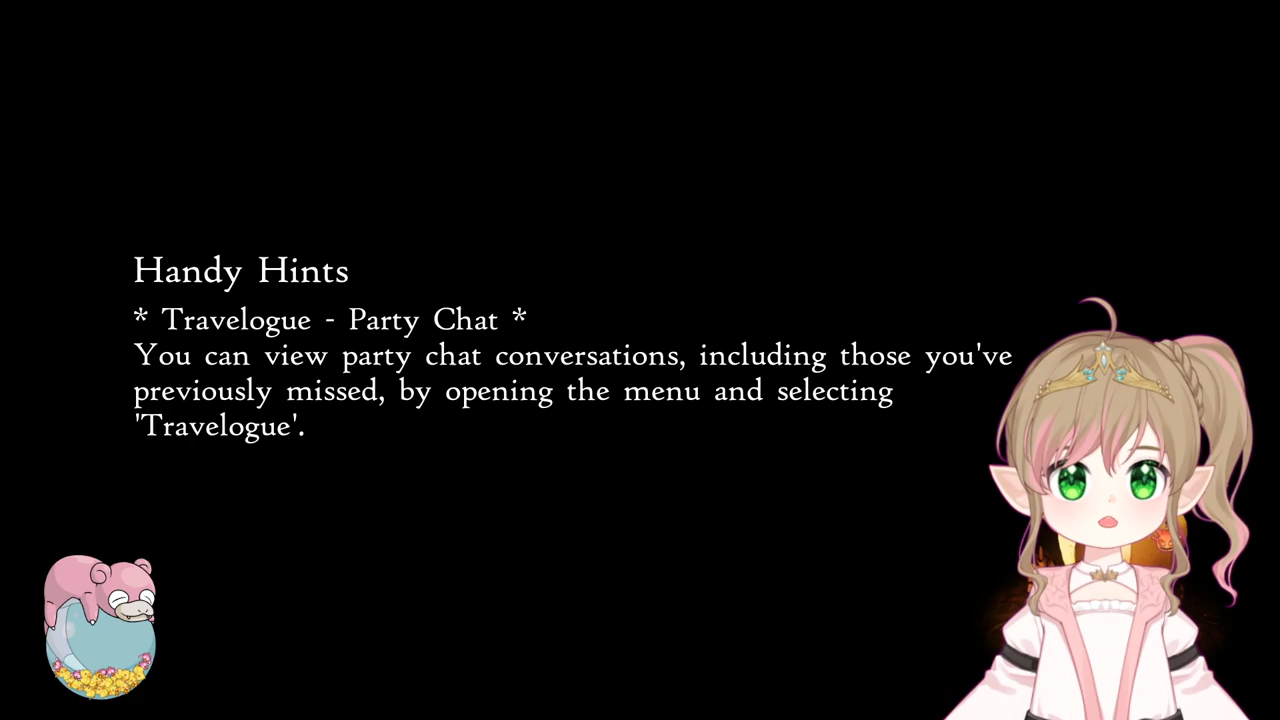 Handy Hints
* Travelogue - Party Chat *
You can view party chat conversations, including those you've
previously missed, by opening the menu and selecting
'Travelogue'.